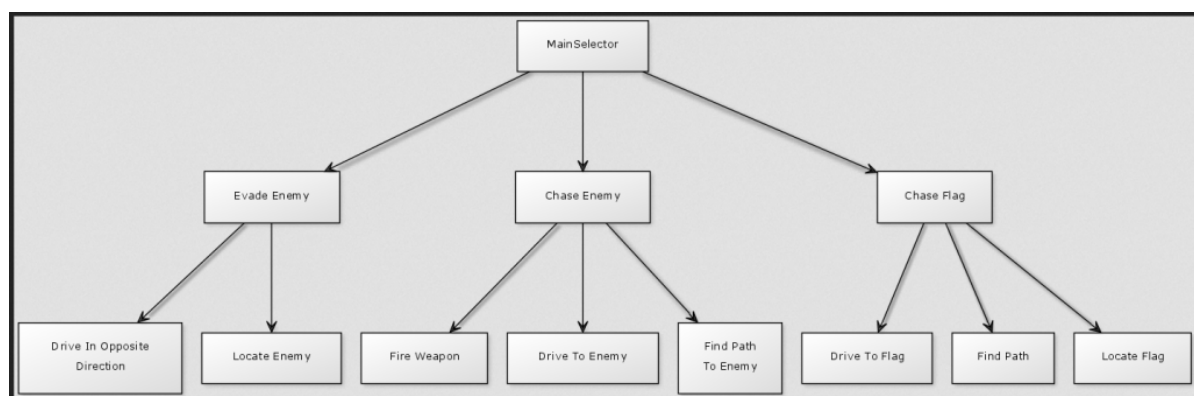 MainSelector
Evade Enemy
Chase Enemy
Chase Flag
Drive In Opposite
Direction
Locate Enemy
Fire Weapon
Drive To Enemy
Find Path
To Enemy
Drive To Flag
Find Path
Locate Flag